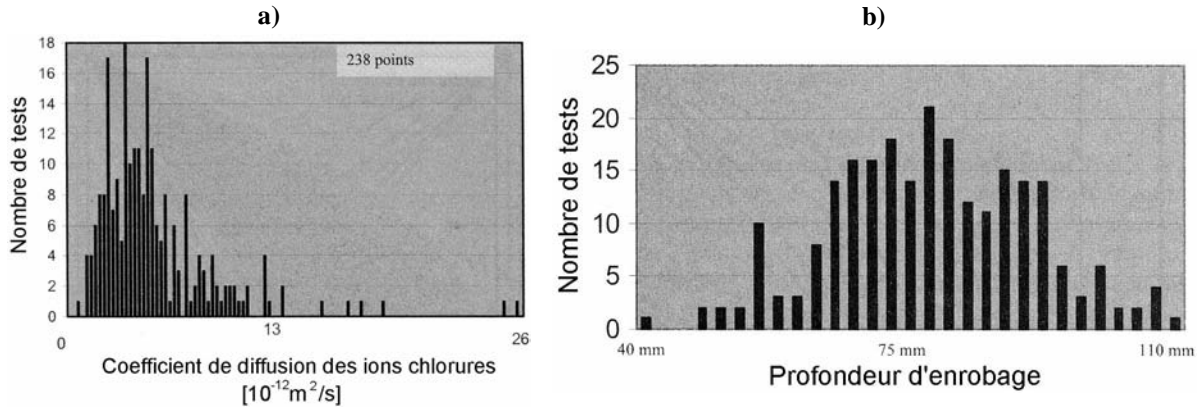 a)
238 points
Nombre de tests
18
16
14
12
10
8
6
4
2
0
0
13
26
Coefficient de diffusion des ions chlorures
[10-12m2/s]
b)
Nombre de tests
25
20
15
10
5
0
40 mm
75 mm
110 mm
Profondeur d'enrobage